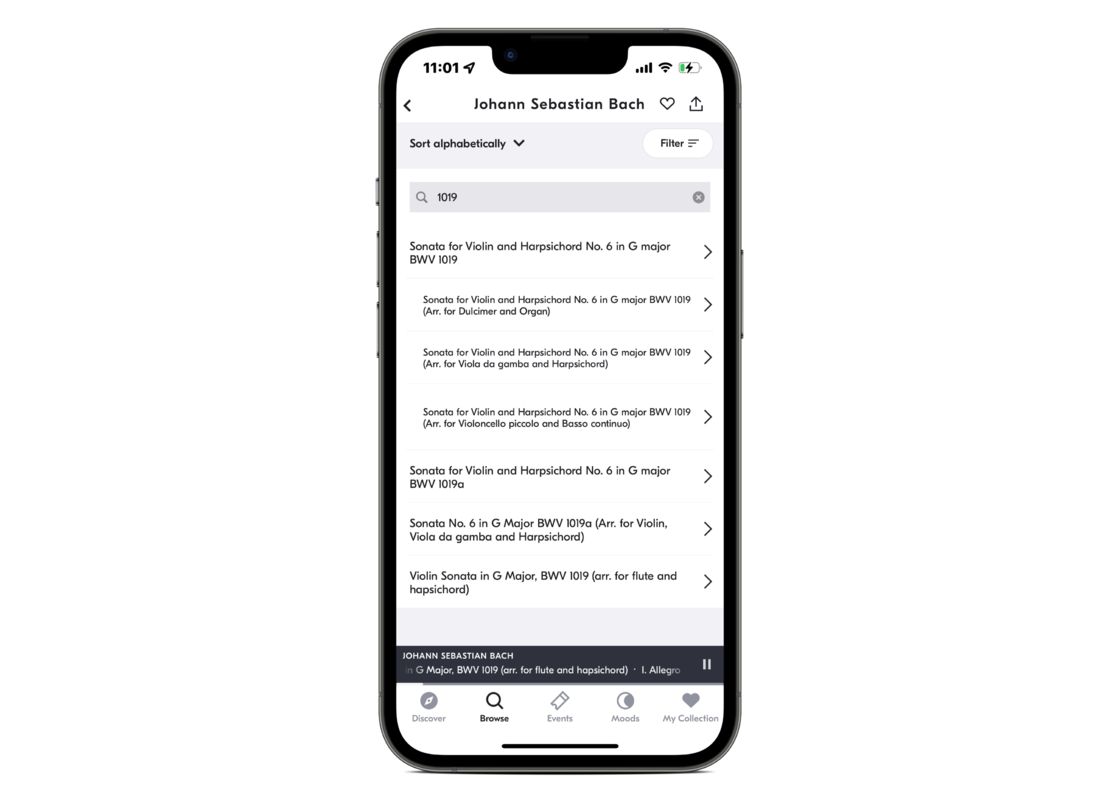 11:01
Johann Sebastian Bach
Sort alphabetically
Filter
1019
Sonata for Violin and Harpsichord No. 6 in G major
BWV 1019
Sonata for Violin and Harpsichord No. 6 in G major BWV 1019
(Arr. for Dulcimer and Organ)
Sonata for Violin and Harpsichord No. 6 in G major BWV 1019
(Arr. for Viola da gamba and Harpsichord)
Sonata for Violin and Harpsichord No. 6 in G major BWV 1019
(Arr. for Violoncello piccolo and Basso continuo)
Sonata for Violin and Harpsichord No. 6 in G major
BWV 1019a
Sonata No. 6 in G Major BWV 1019a (Arr. for Violin,
Viola da gamba and Harpsichord)
Violin Sonata in G Major, BWV 1019 (arr. for flute and
hapsichord)
JOHANN SEBASTIAN BACH
in G Major, BWV 1019 (arr. for flute and hapsichord) · I. Allegro
Discover
Browse
Events
Moods
My Collection